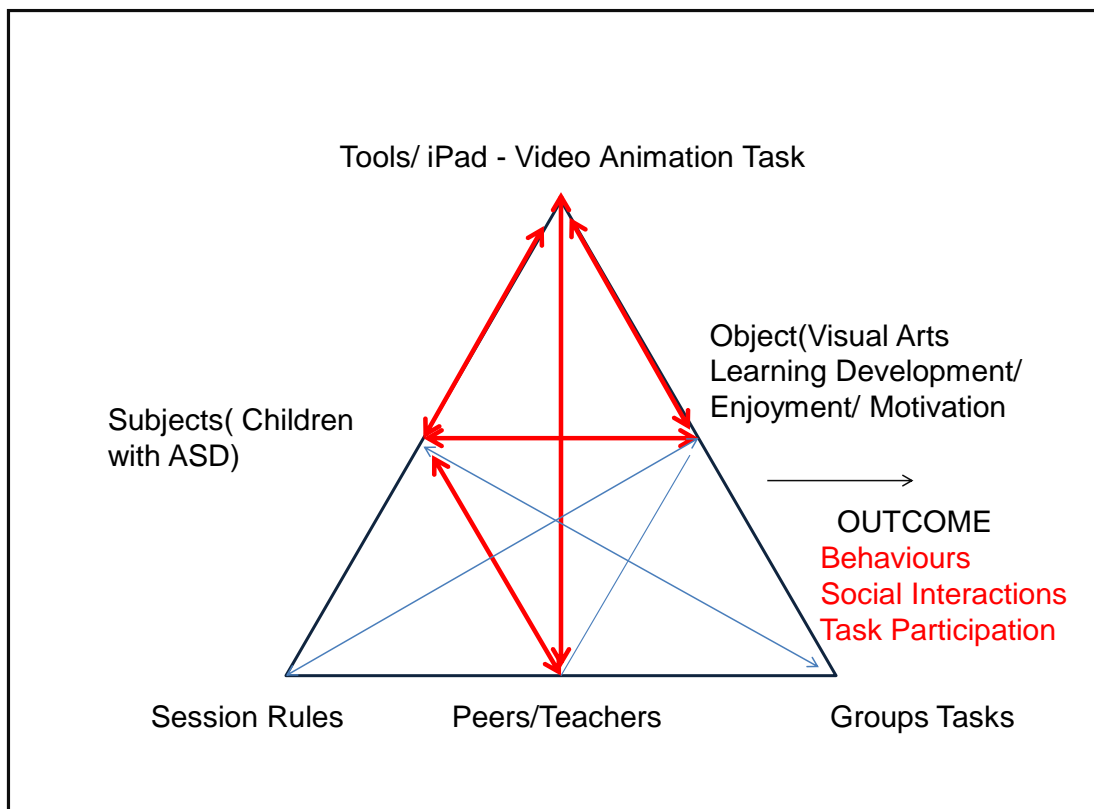 Tools/ iPad - Video Animation Task
Object(Visual Arts
Learning Development/
Enjoyment/ Motivation
Subjects( Children
with ASD)
OUTCOME
Behaviours
Social Interactions
Task Participation
Session Rules
Peers/Teachers
Groups Tasks